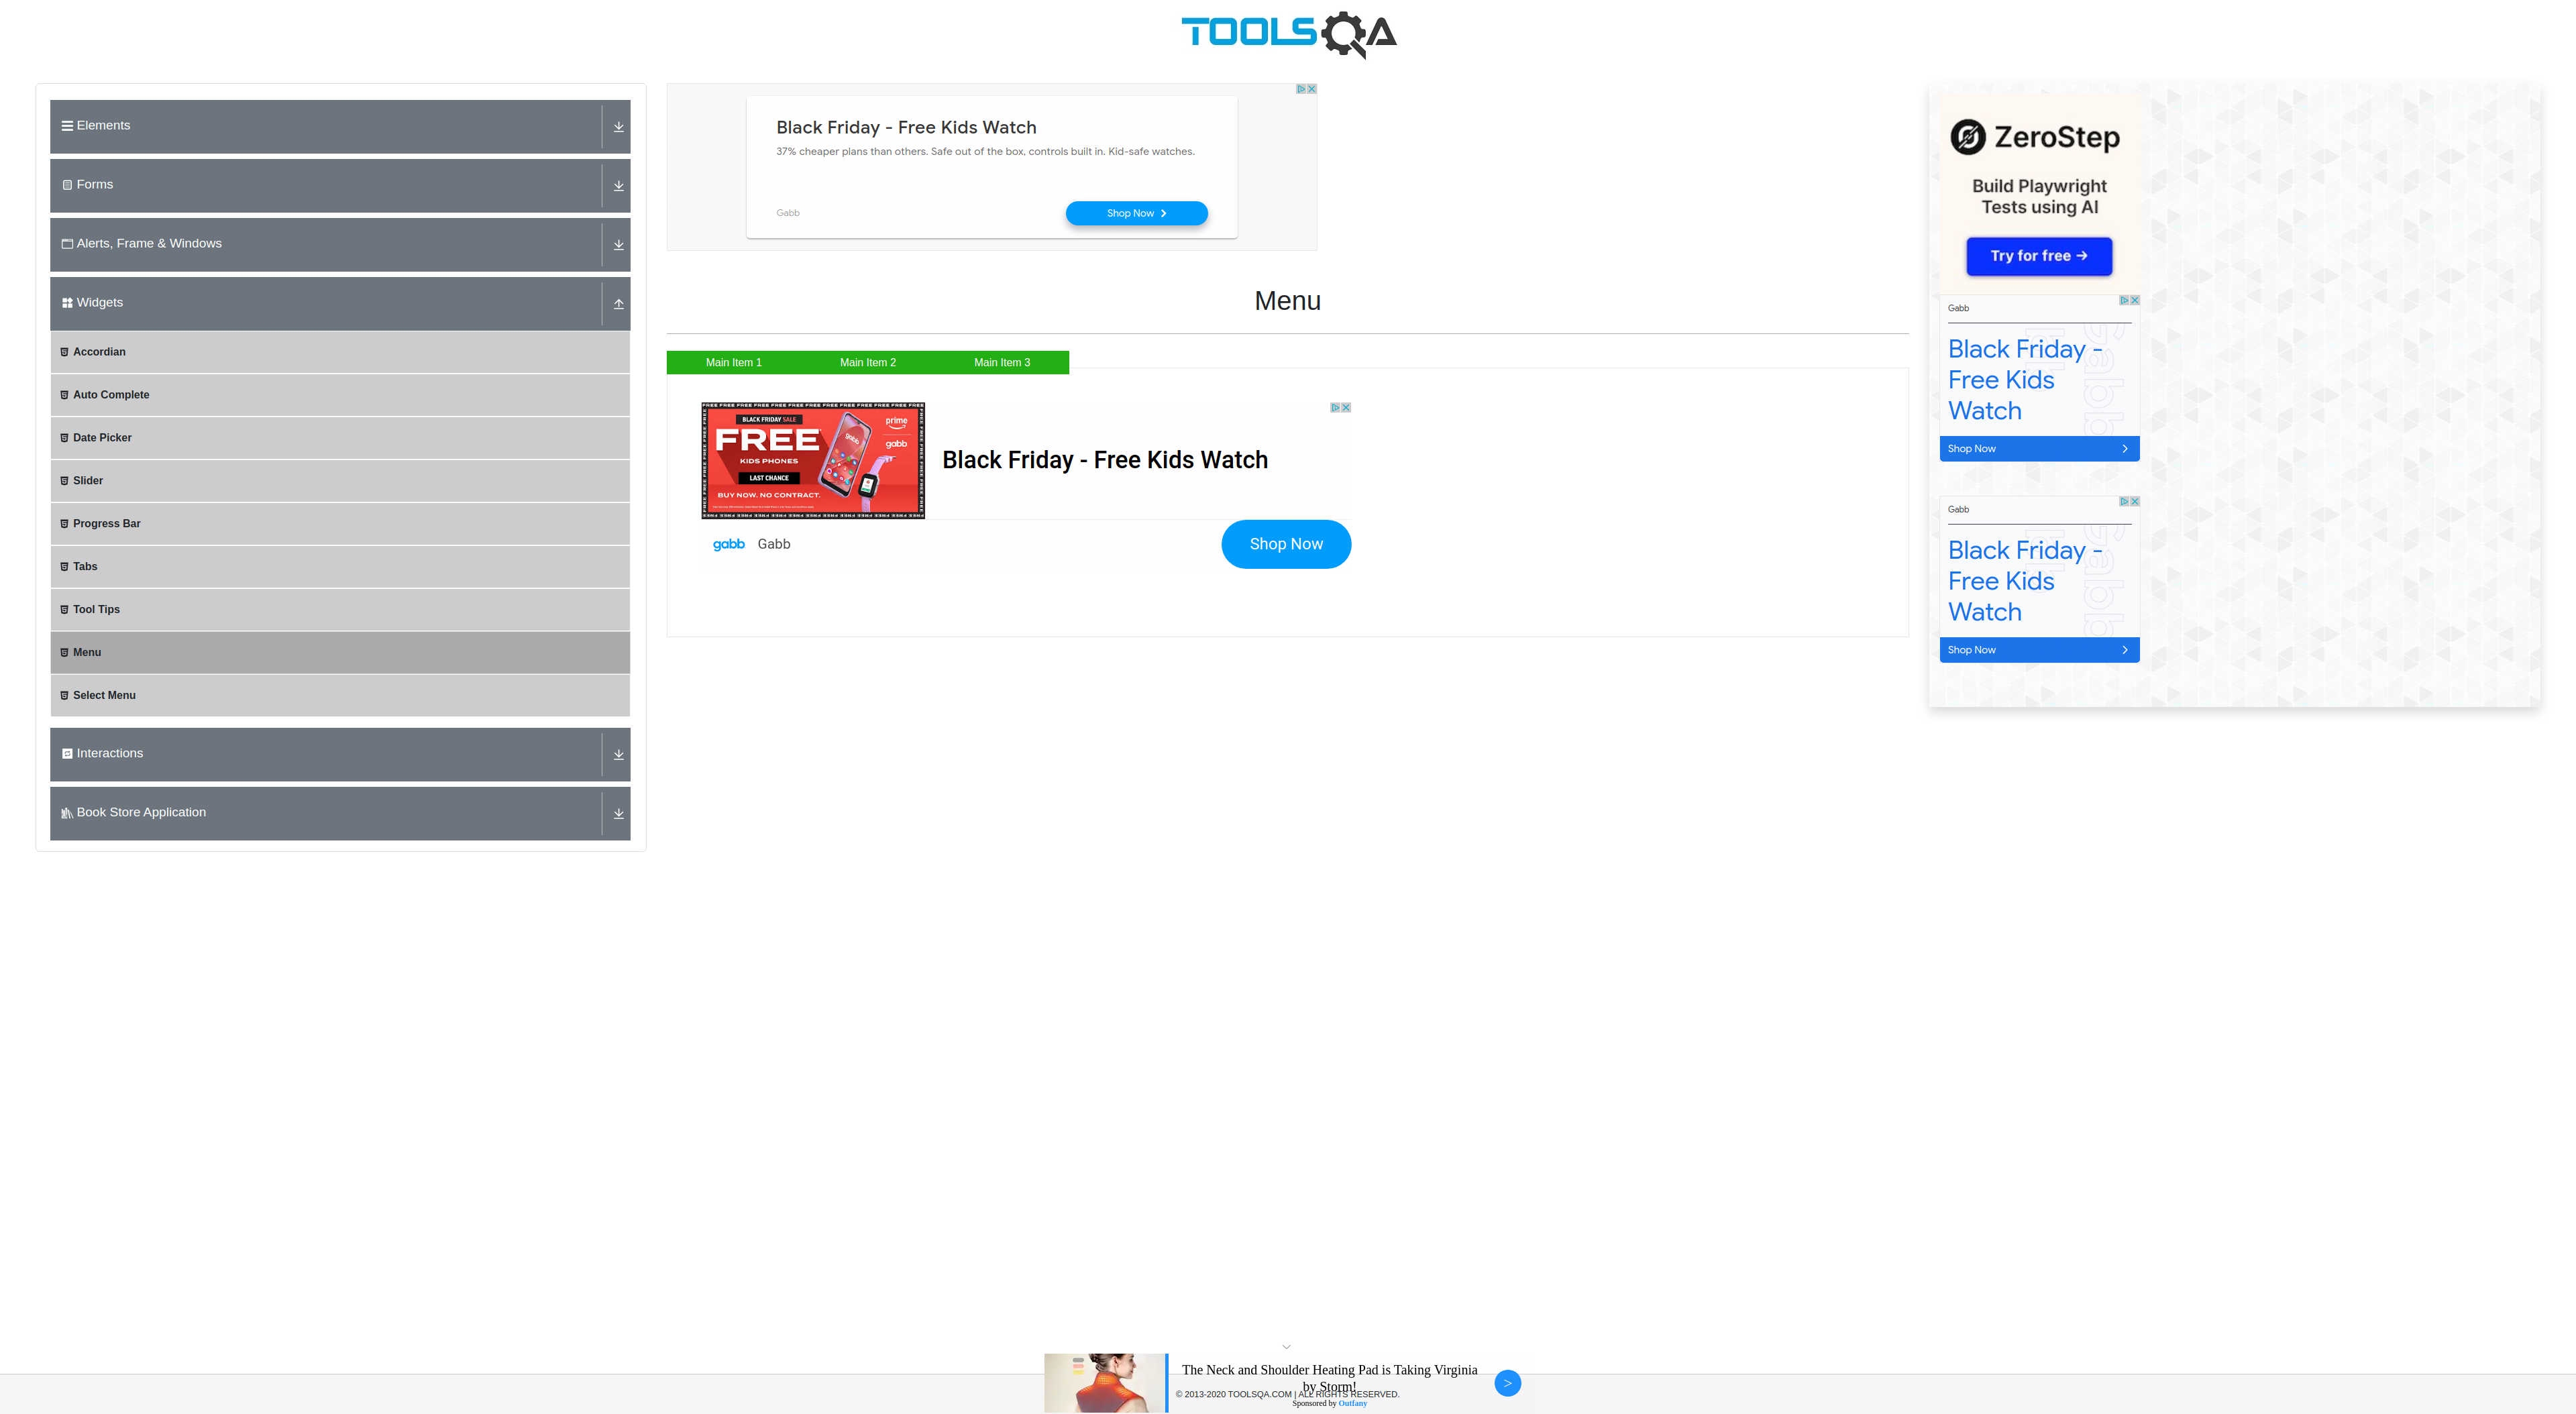 TOOLSQA
Elements
Forms
Alerts, Frame & Windows
Widgets
Accordian
Auto Complete
Date Picker
Slider
Progress Bar
Tabs
Tool Tips
Menu
Select Menu
Interactions
Book Store Application
Black Friday - Free Kids Watch
37% cheaper plans than others. Safe out of the box, controls built in. Kid-safe watches.
Gabb
Shop Now
Menu
Main Item 1
Main Item 2
Main Item 3
BLACK FRIDAY SALE
FREE
KIDS PHONES
LAST CHANCE
BUY NOW. NO CONTRACT.
prime
gabb
gabb
Black Friday - Free Kids Watch
gabb
Gabb
Shop Now
ZeroStep
Build Playwright
Tests using AI
Try for free →
Gabb
Black Friday -
Free Kids
Watch
Shop Now
Gabb
Black Friday -
Free Kids
Watch
Shop Now
The Neck and Shoulder Heating Pad is Taking Virginia
by Storm!
© 2013-2020 TOOLSQA.COM | ALL RIGHTS RESERVED.
Sponsored by Outfany